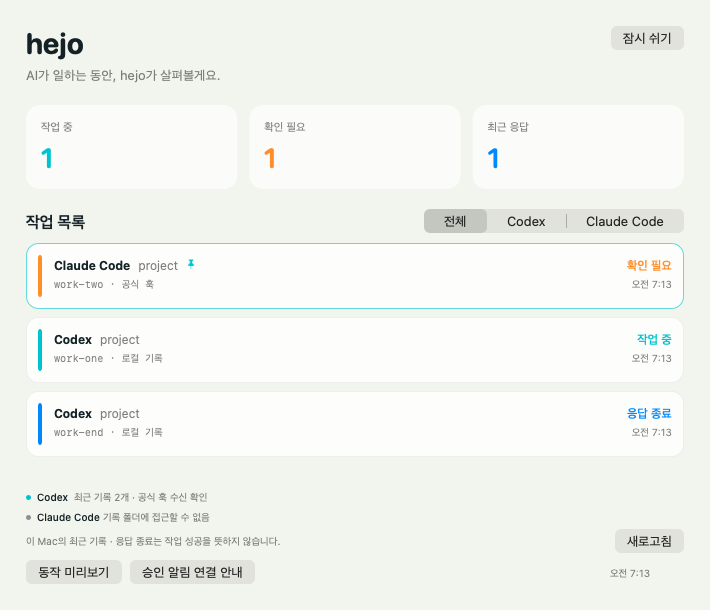 hejo
잠시 쉬기
AI가 일하는 동안, hejo가 살펴볼게요.
작업 중
1
확인 필요
1
최근 응답
1
작업 목록
전체
Codex
Claude Code
Claude Code project
확인 필요
work-two · 공식 훅
오전 7:13
Codex project
작업 중
work-one · 로컬 기록
오전 7:13
Codex project
응답 종료
work-end · 로컬 기록
오전 7:13
Codex 최근 기록 2개 · 공식 훅 수신 확인
Claude Code 기록 폴더에 접근할 수 없음
이 Mac의 최근 기록 · 응답 종료는 작업 성공을 뜻하지 않습니다.
새로고침
동작 미리보기
승인 알림 연결 안내
오전 7:13